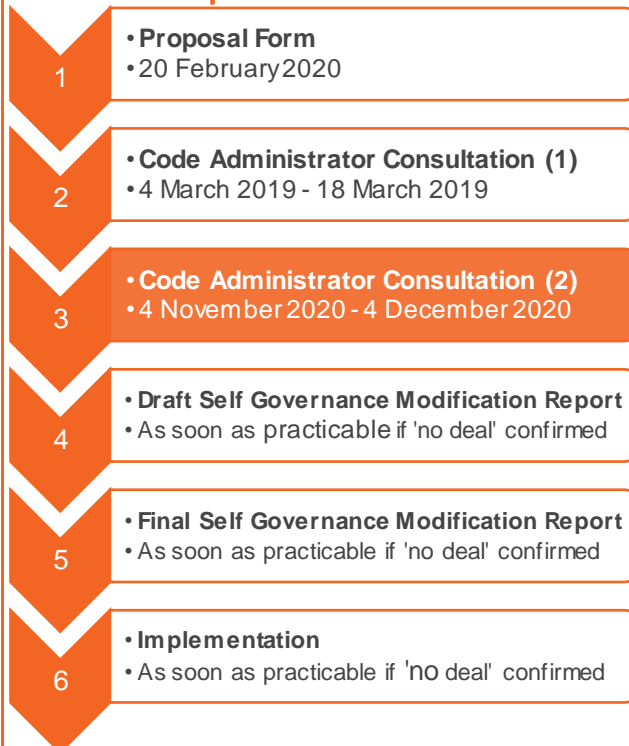 1
• Proposal Form
• 20 February2020
2
• Code Administrator Consultation (1)
• 4 March 2019 - 18 March 2019
3
• Code Administrator Consultation (2)
• 4 November 2020 - 4 December 2020
4
• Draft Self Governance Modification Report
• As soon as practicable if 'no deal' confirmed
5
• Final Self Governance Modification Report
• As soon as practicable if 'no deal' confirmed
6
• Implementation
• As soon as practicable if 'no deal' confirmed